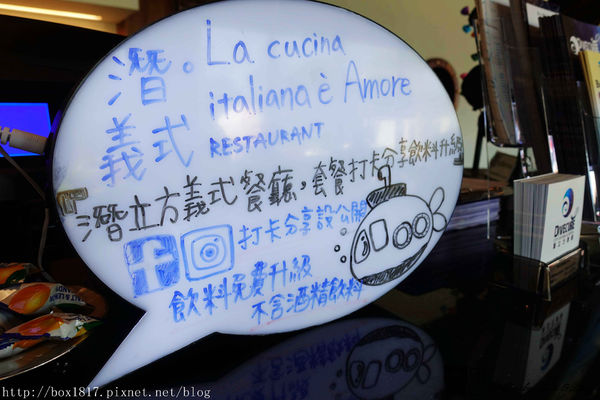 潛。義式
La cucina
italiana è Amore
RESTAURANT
潛立方義式餐廳，套餐打卡分享飲料升級
打卡分享設公開
飲料免費升級
不含酒精飲料
DIVECUBE
http://box1817.pixnet.net/blog